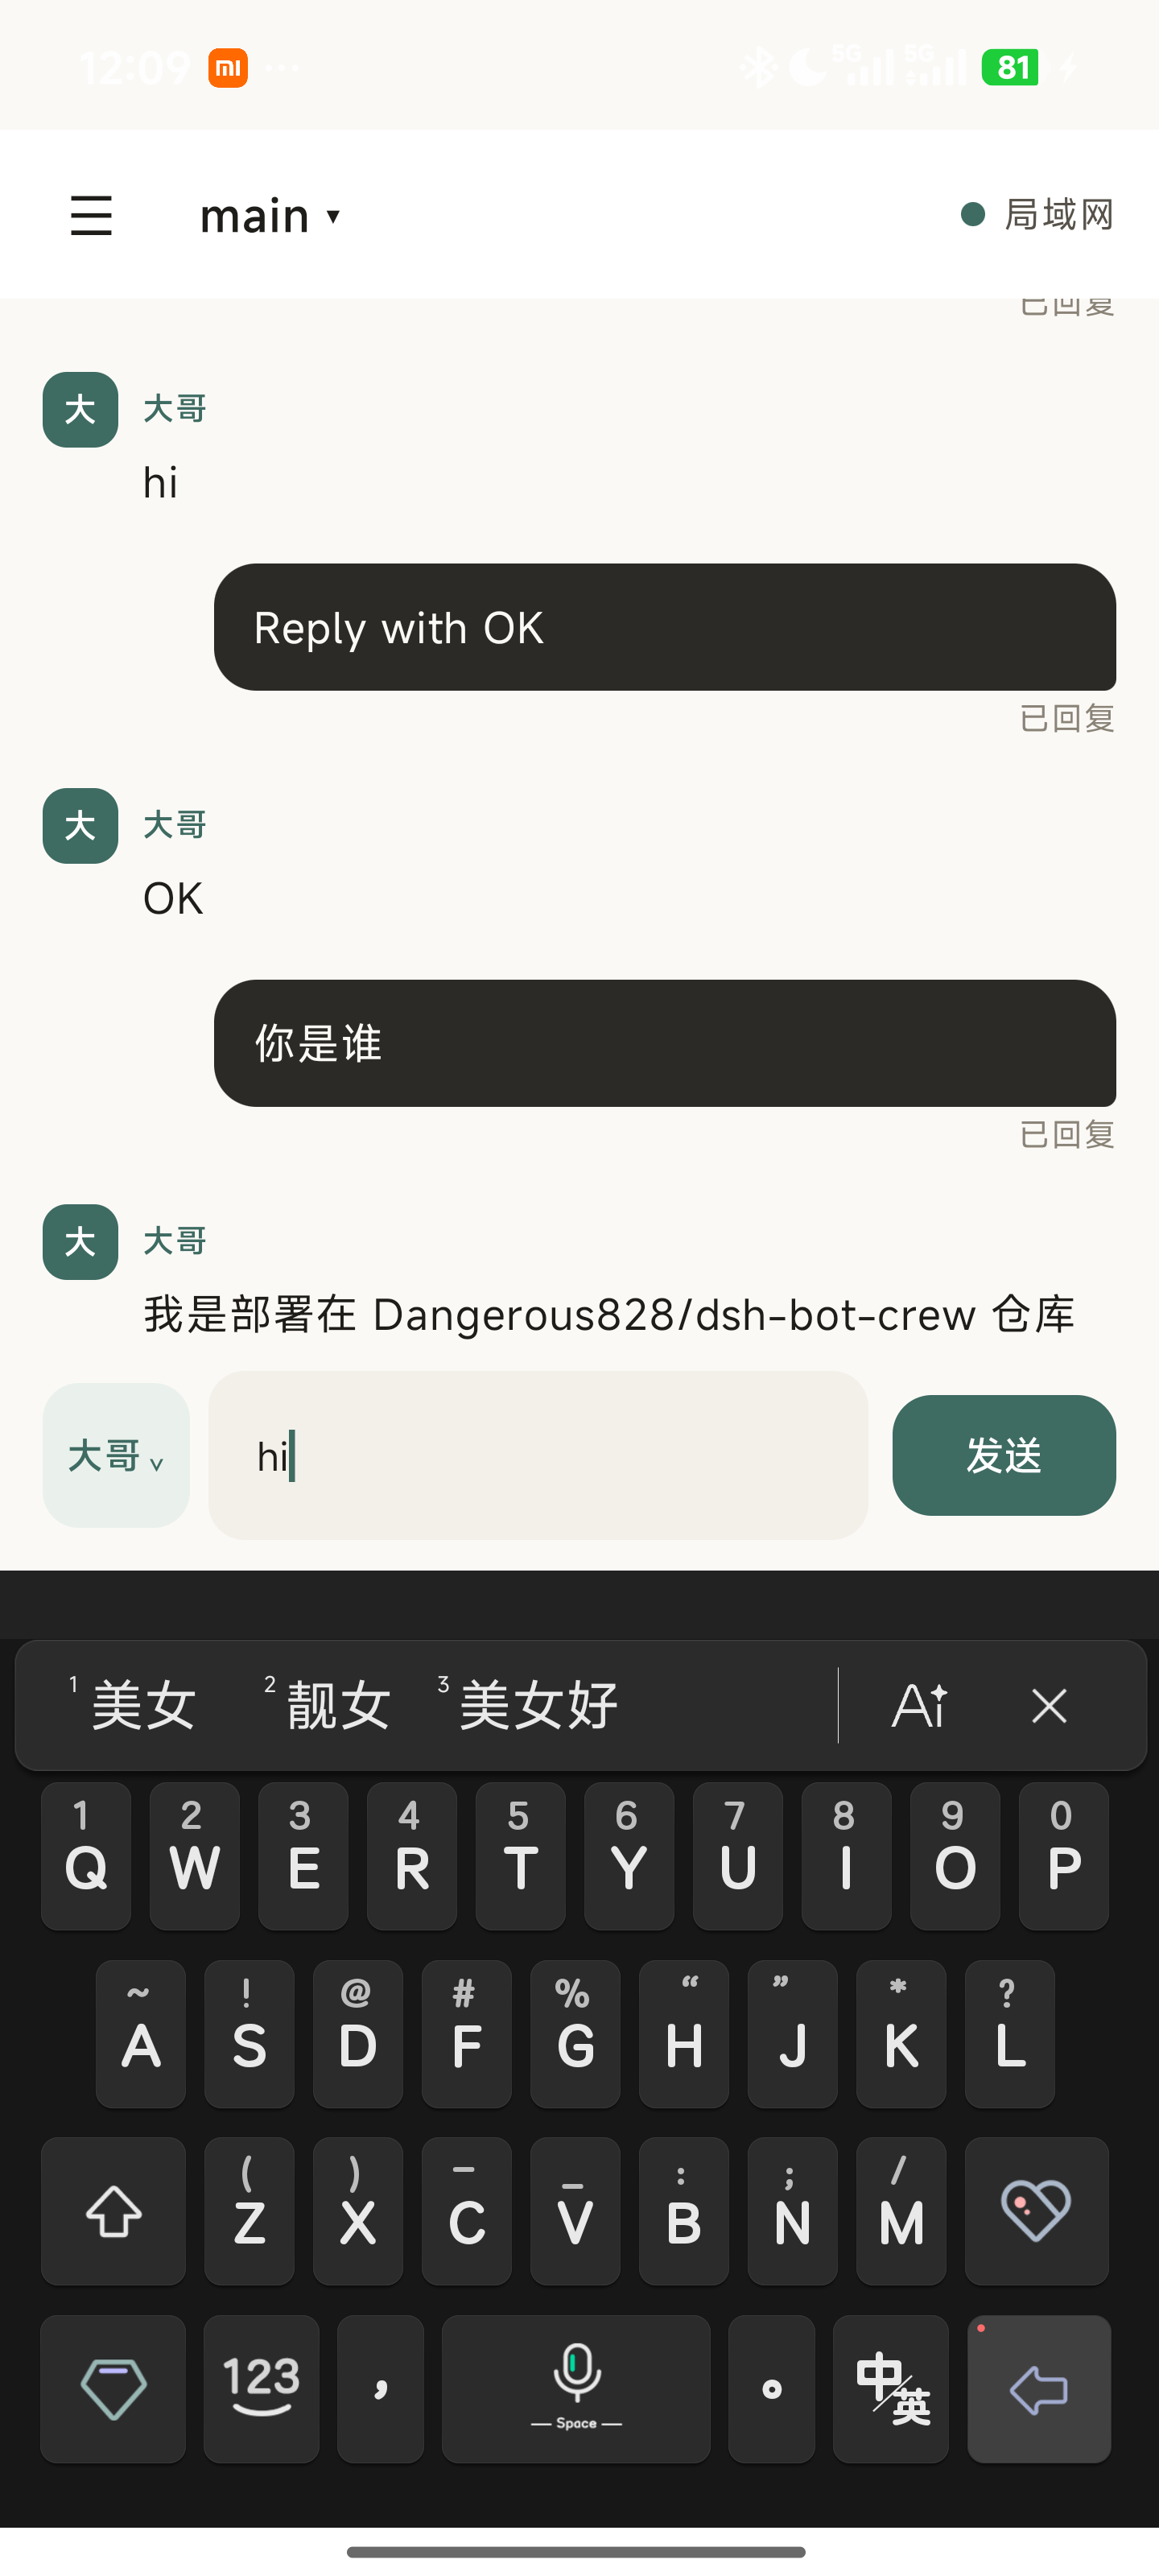 12:09
5G
5G
81
main
局域网
已回复
大
大哥
hi
Reply with OK
已回复
大
大哥
OK
你是谁
已回复
大
大哥
我是部署在 Dangerous828/dsh-bot-crew 仓库
大哥
hi
发送
1 美女 2 靓女 3 美女好 Ai
1 2 3 4 5 6 7 8 9 0
Q W E R T Y U I O P
~ ! @ # % “ ” * ?
A S D F G H J K L
( ) — _ : ; /
Z X C V B N M
123 , Space 。 中/英